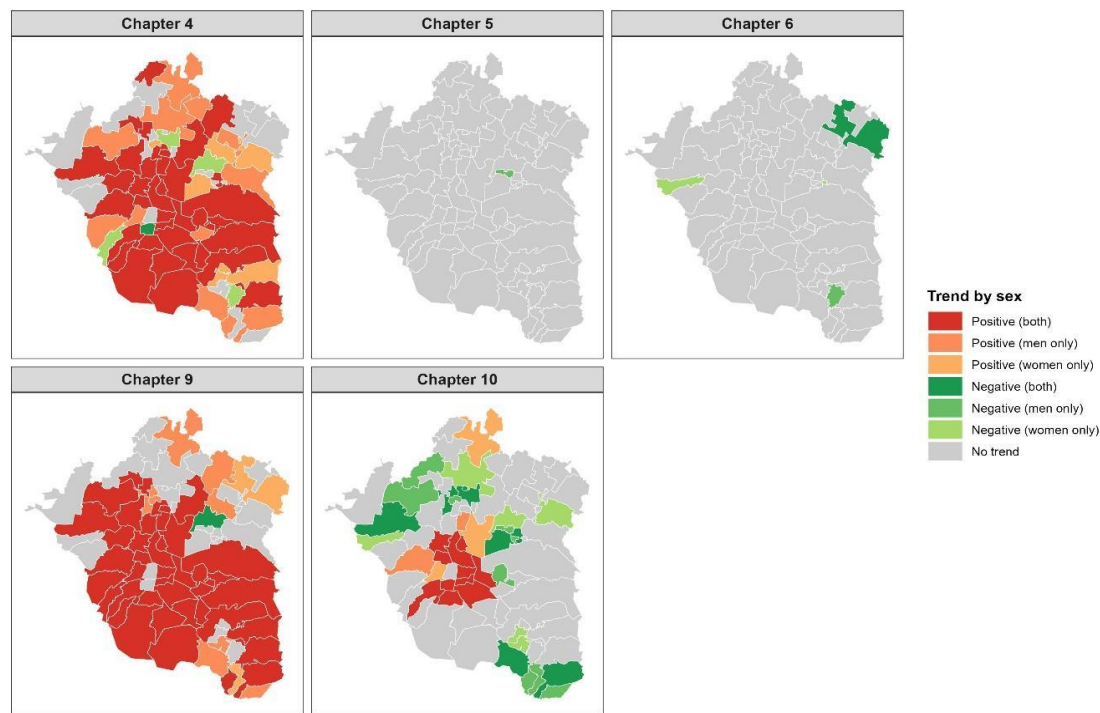 Chapter 4
Chapter 5
Chapter 6
Chapter 9
Chapter 10
Trend by sex
Positive (both)
Positive (men only)
Positive (women only)
Negative (both)
Negative (men only)
Negative (women only)
No trend